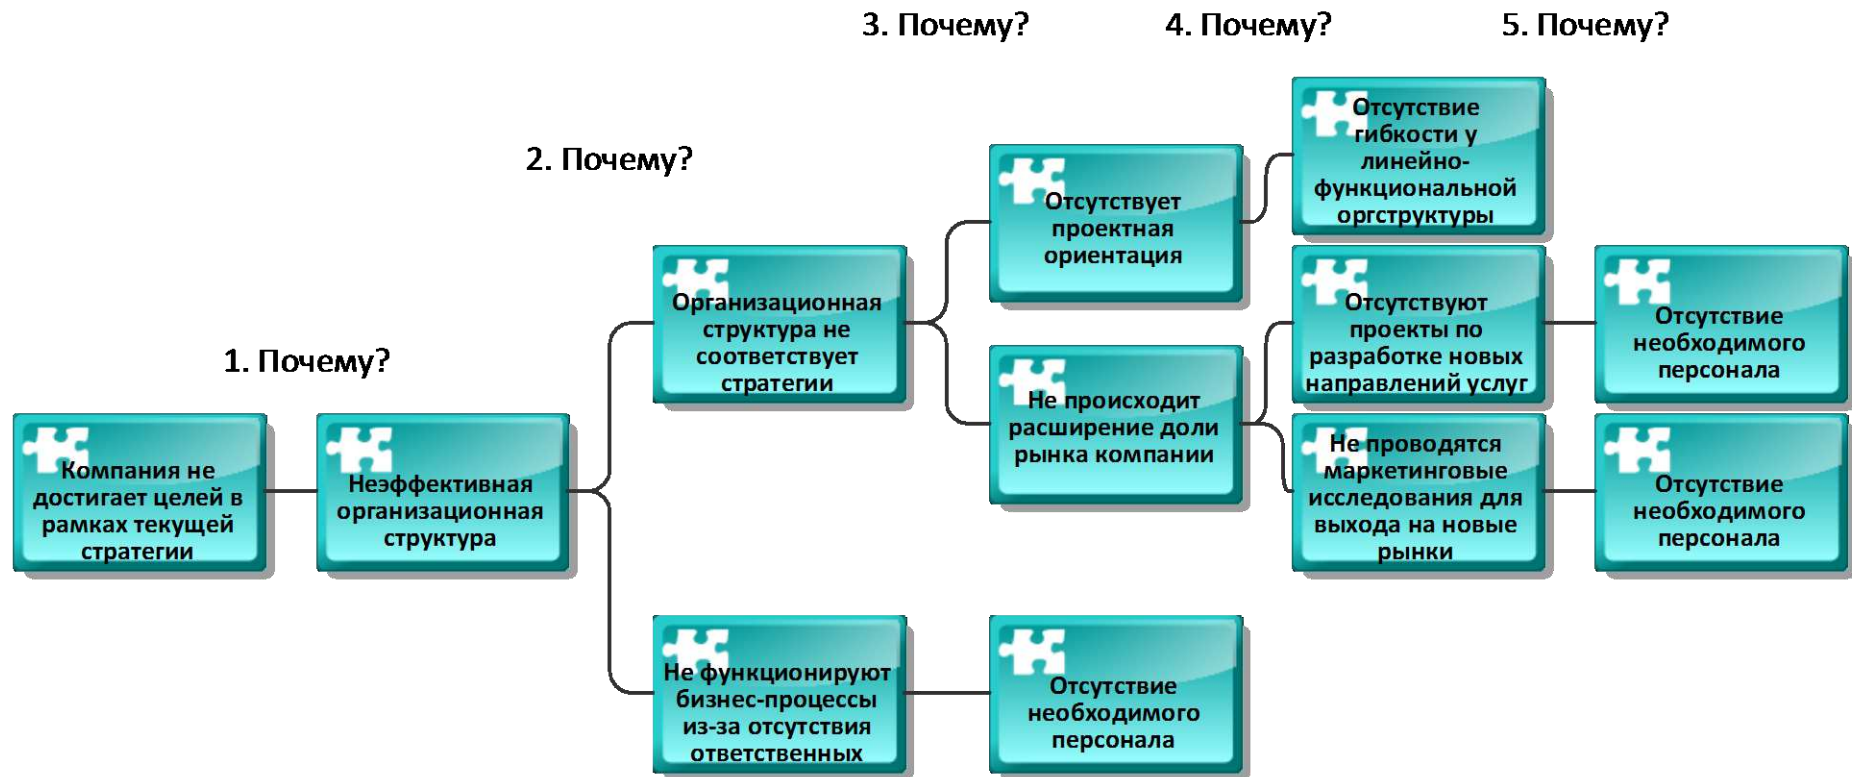 3. Почему?
4. Почему?
5. Почему?
2. Почему?
1. Почему?
Компания не
достигает целей в
рамках текущей
стратегии
Неэффективная
организационная
структура
Организационная
структура не
соответствует
стратегии
Не функционируют
бизнес-процессы
из-за отсутствия
ответственных
Отсутствует
проектная
ориентация
Не происходит
расширение доли
рынка компании
Отсутствие
необходимого
персонала
Отсутствие
гибкости у
линейно-
функциональной
оргструктуры
Отсутствуют
проекты по
разработке новых
направлений услуг
Не проводятся
маркетинговые
исследования для
выхода на новые
рынки
Отсутствие
необходимого
персонала
Отсутствие
необходимого
персонала